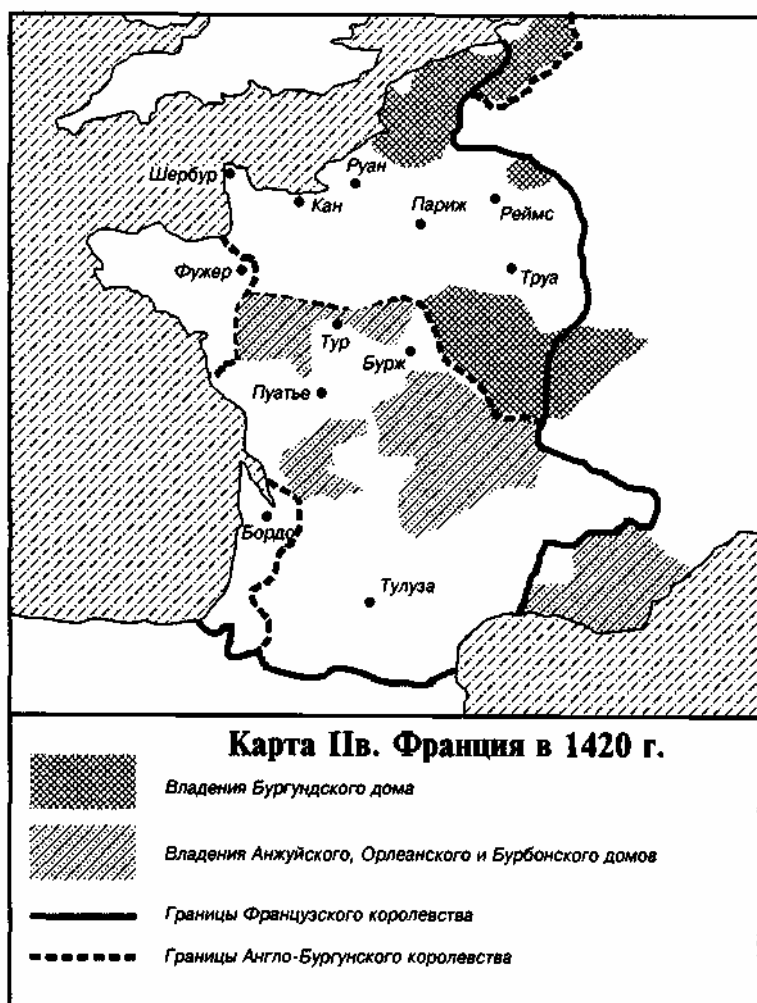 Шербур
Руан
Кан
Париж
Реймс
Фужер
Труа
Тур
Бурж
Пуатье
Бордо
Тулуза
Карта IIв. Франция в 1420 г.
Владения Бургундского дома
Владения Анжуйского, Орлеанского и Бурбонского домов
Границы Французского королевства
Границы Англо-Бургунского королевства